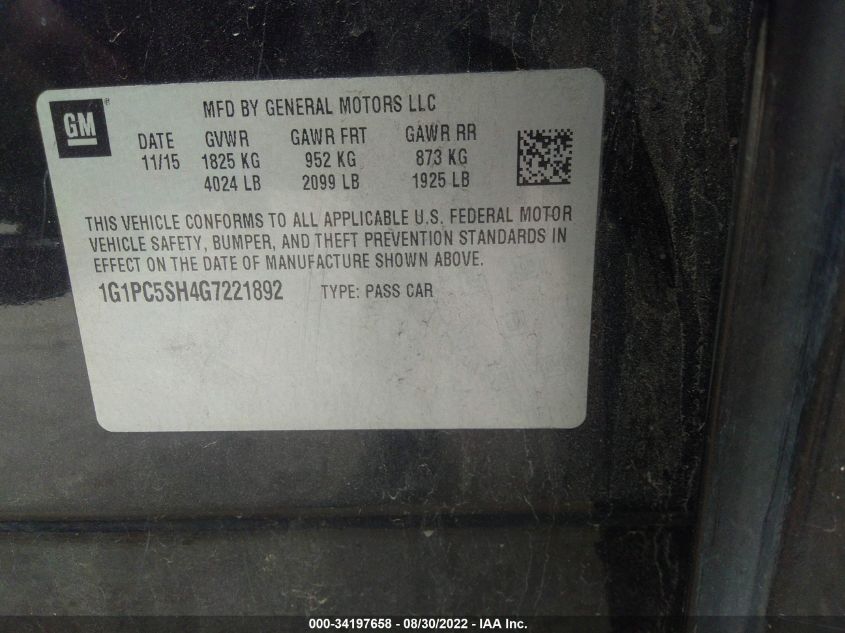 GM ® MFD BY GENERAL MOTORS LLC
DATE GVWR GAWR FRT GAWR RR
11/15 1825 KG 952 KG 873 KG
4024 LB 2099 LB 1925 LB
THIS VEHICLE CONFORMS TO ALL APPLICABLE U.S. FEDERAL MOTOR
VEHICLE SAFETY, BUMPER, AND THEFT PREVENTION STANDARDS IN
EFFECT ON THE DATE OF MANUFACTURE SHOWN ABOVE.
1G1PC5SH4G7221892 TYPE: PASS CAR
000-34197658 - 08/30/2022 - IAA Inc.